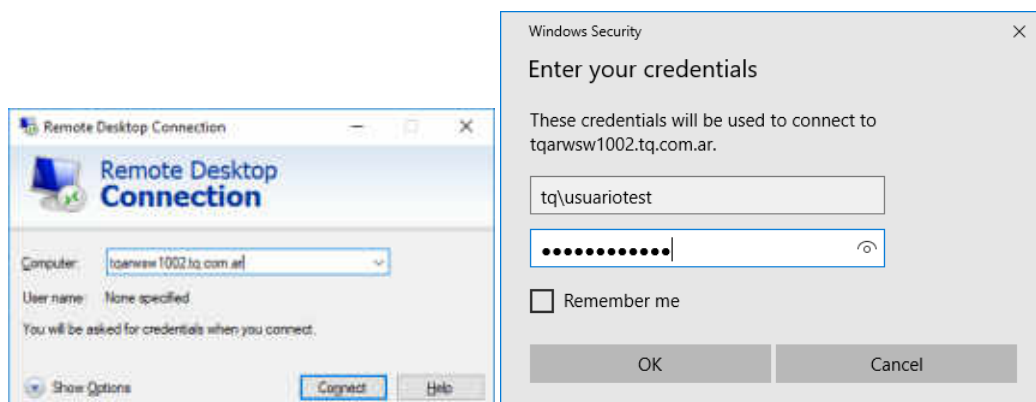 Remote Desktop Connection
Remote Desktop
Connection
Computer:
tqarwsw1002.tq.com.ar
User name:
None specified
You will be asked for credentials when you connect.
Show Options
Connect
Help
Windows Security
Enter your credentials
These credentials will be used to connect to
tqarwsw1002.tq.com.ar.
tq\usuariotest
●●●●●●●●●●●●
Remember me
OK
Cancel